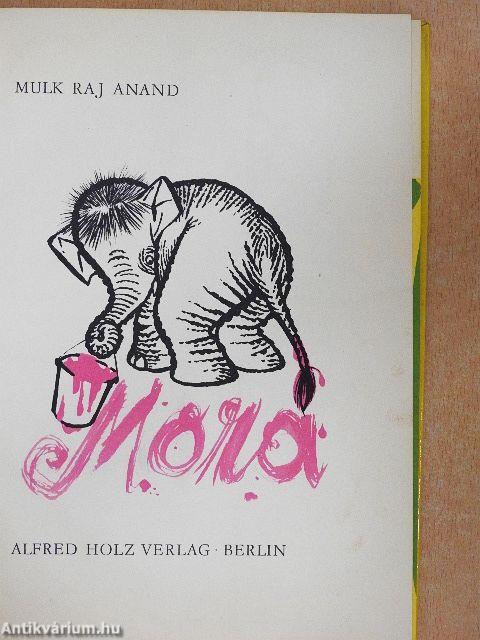 MULK RAJ ANAND
Mora
ALFRED HOLZ VERLAG · BERLIN
Antikvárium.hu